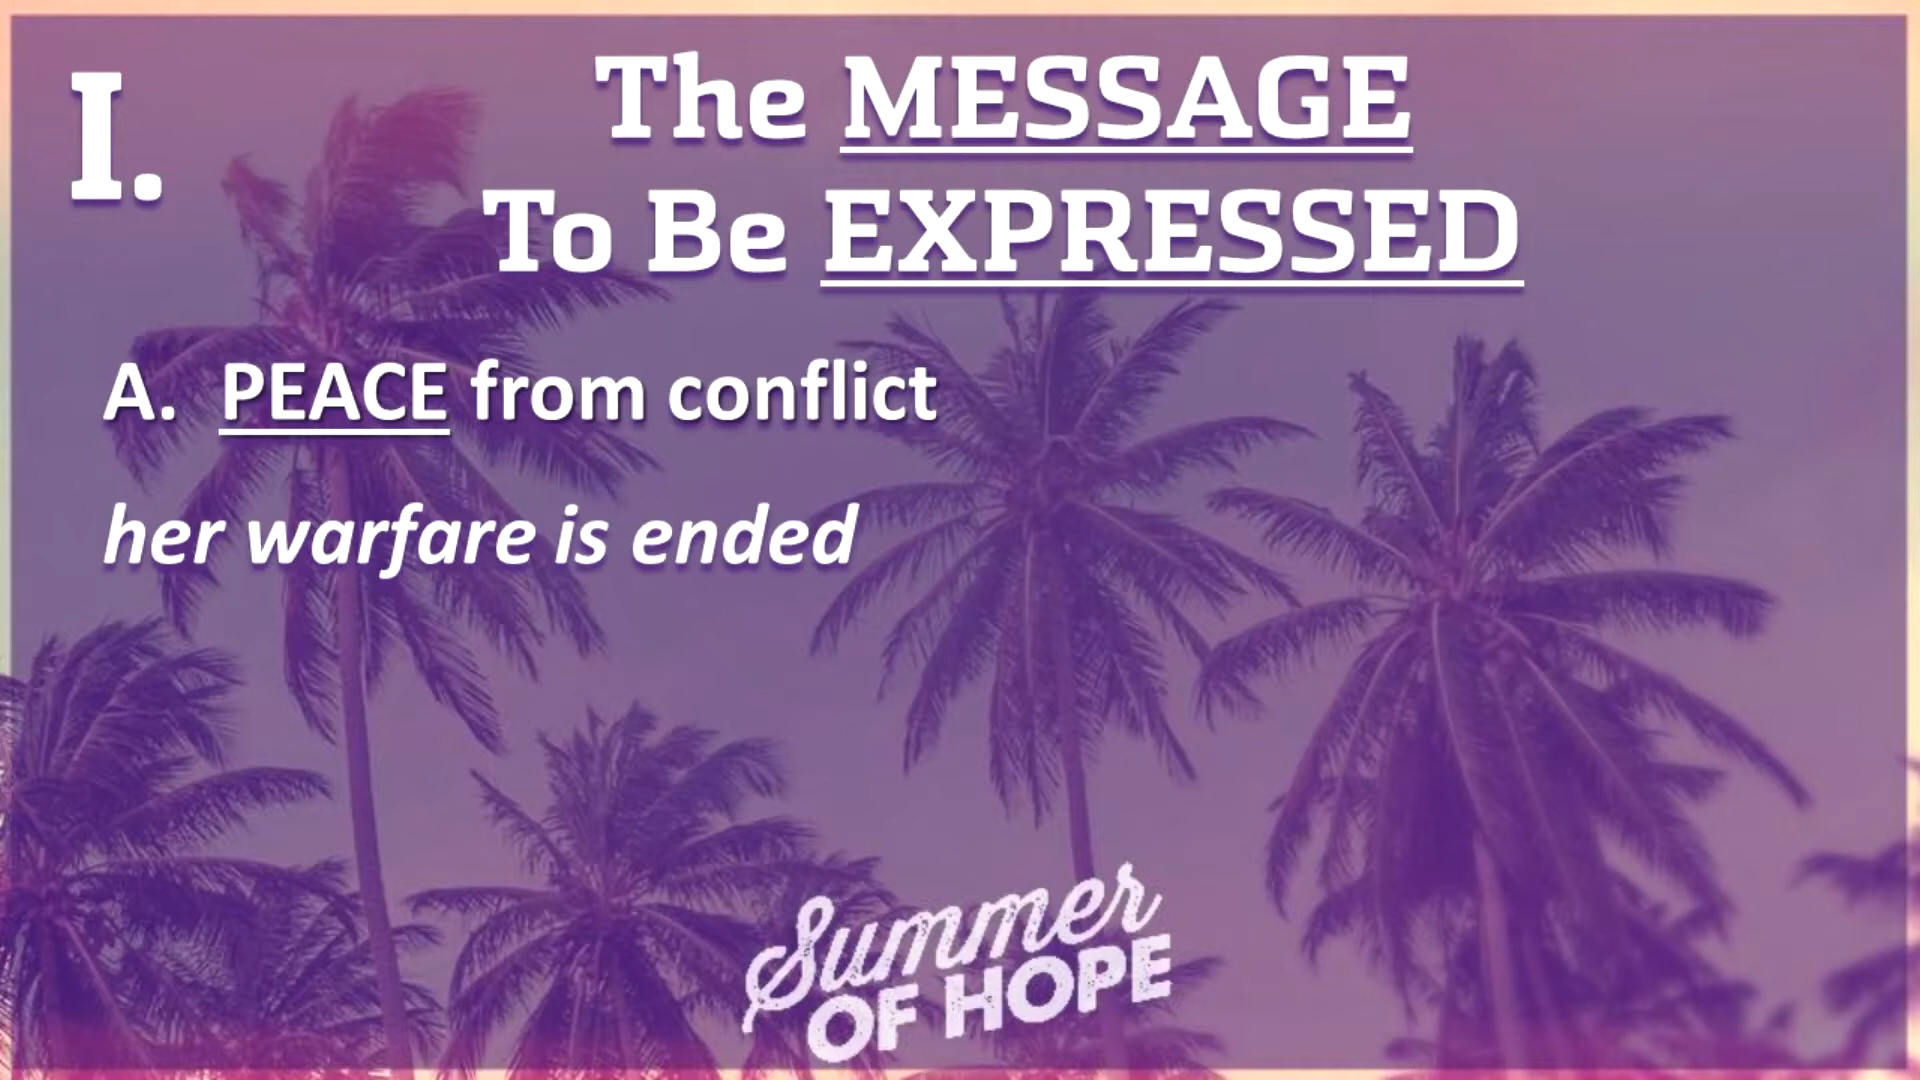 I.
The MESSAGE
To Be EXPRESSED
A. PEACE from conflict
her warfare is ended
Summer
OF HOPE